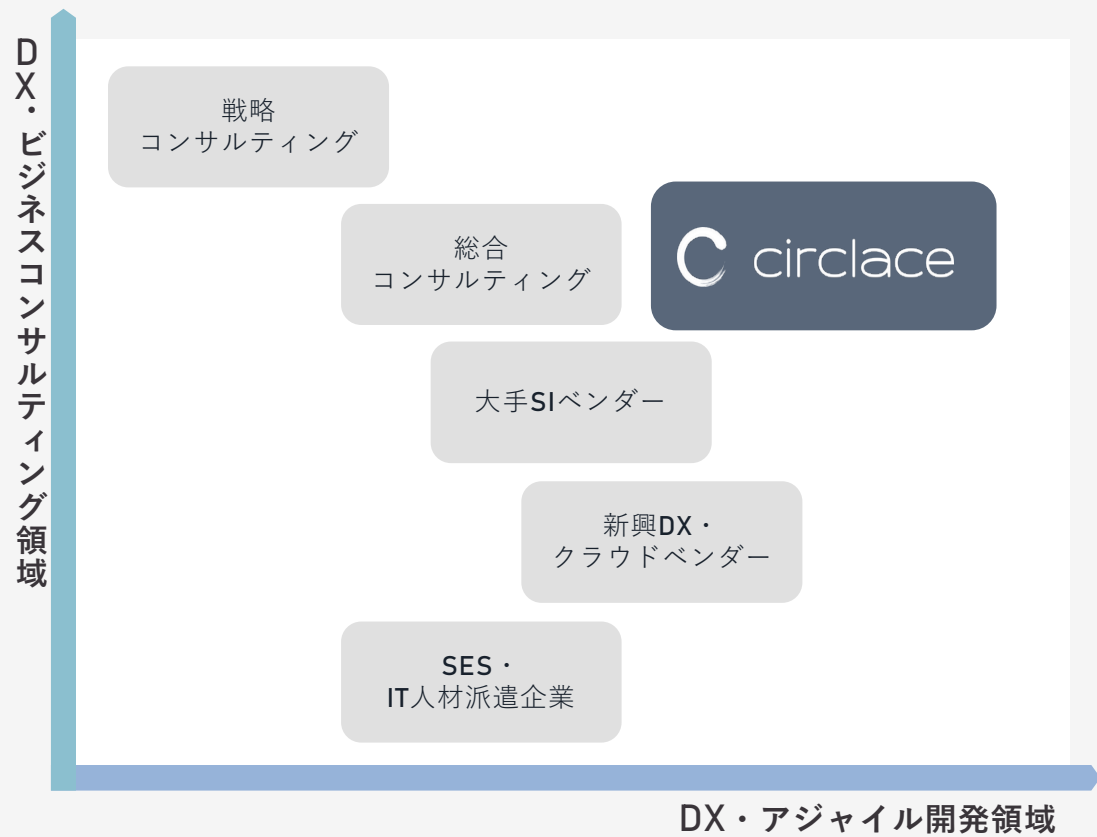 DX・ビジネスコンサルティング領域
戦略
コンサルティング
総合
コンサルティング
circlace
大手SIベンダー
新興DX・
クラウドベンダー
SES・
IT人材派遣企業
DX・アジャイル開発領域